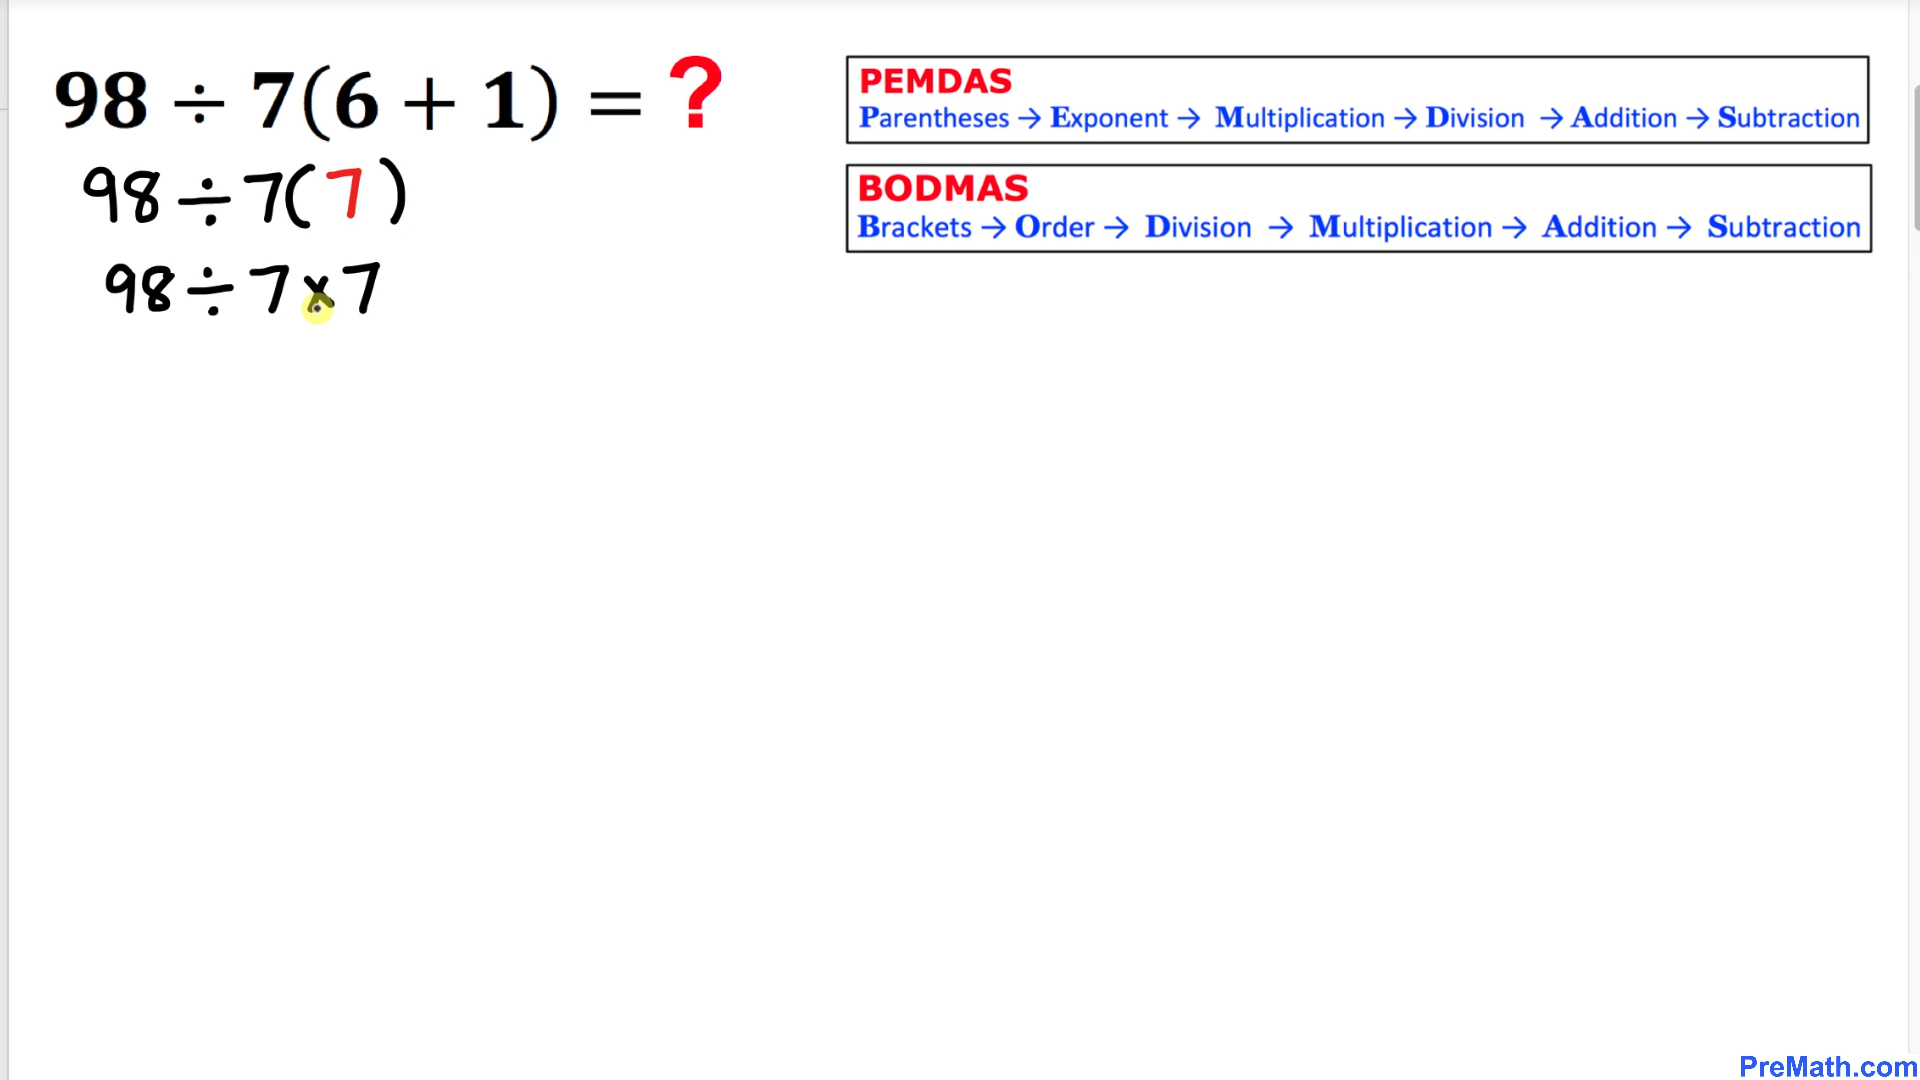 98 ÷ 7(6 + 1) = ?
98 ÷ 7(7)
98 ÷ 7 × 7
PEMDAS
Parentheses → Exponent → Multiplication → Division → Addition → Subtraction
BODMAS
Brackets → Order → Division → Multiplication → Addition → Subtraction
PreMath.com